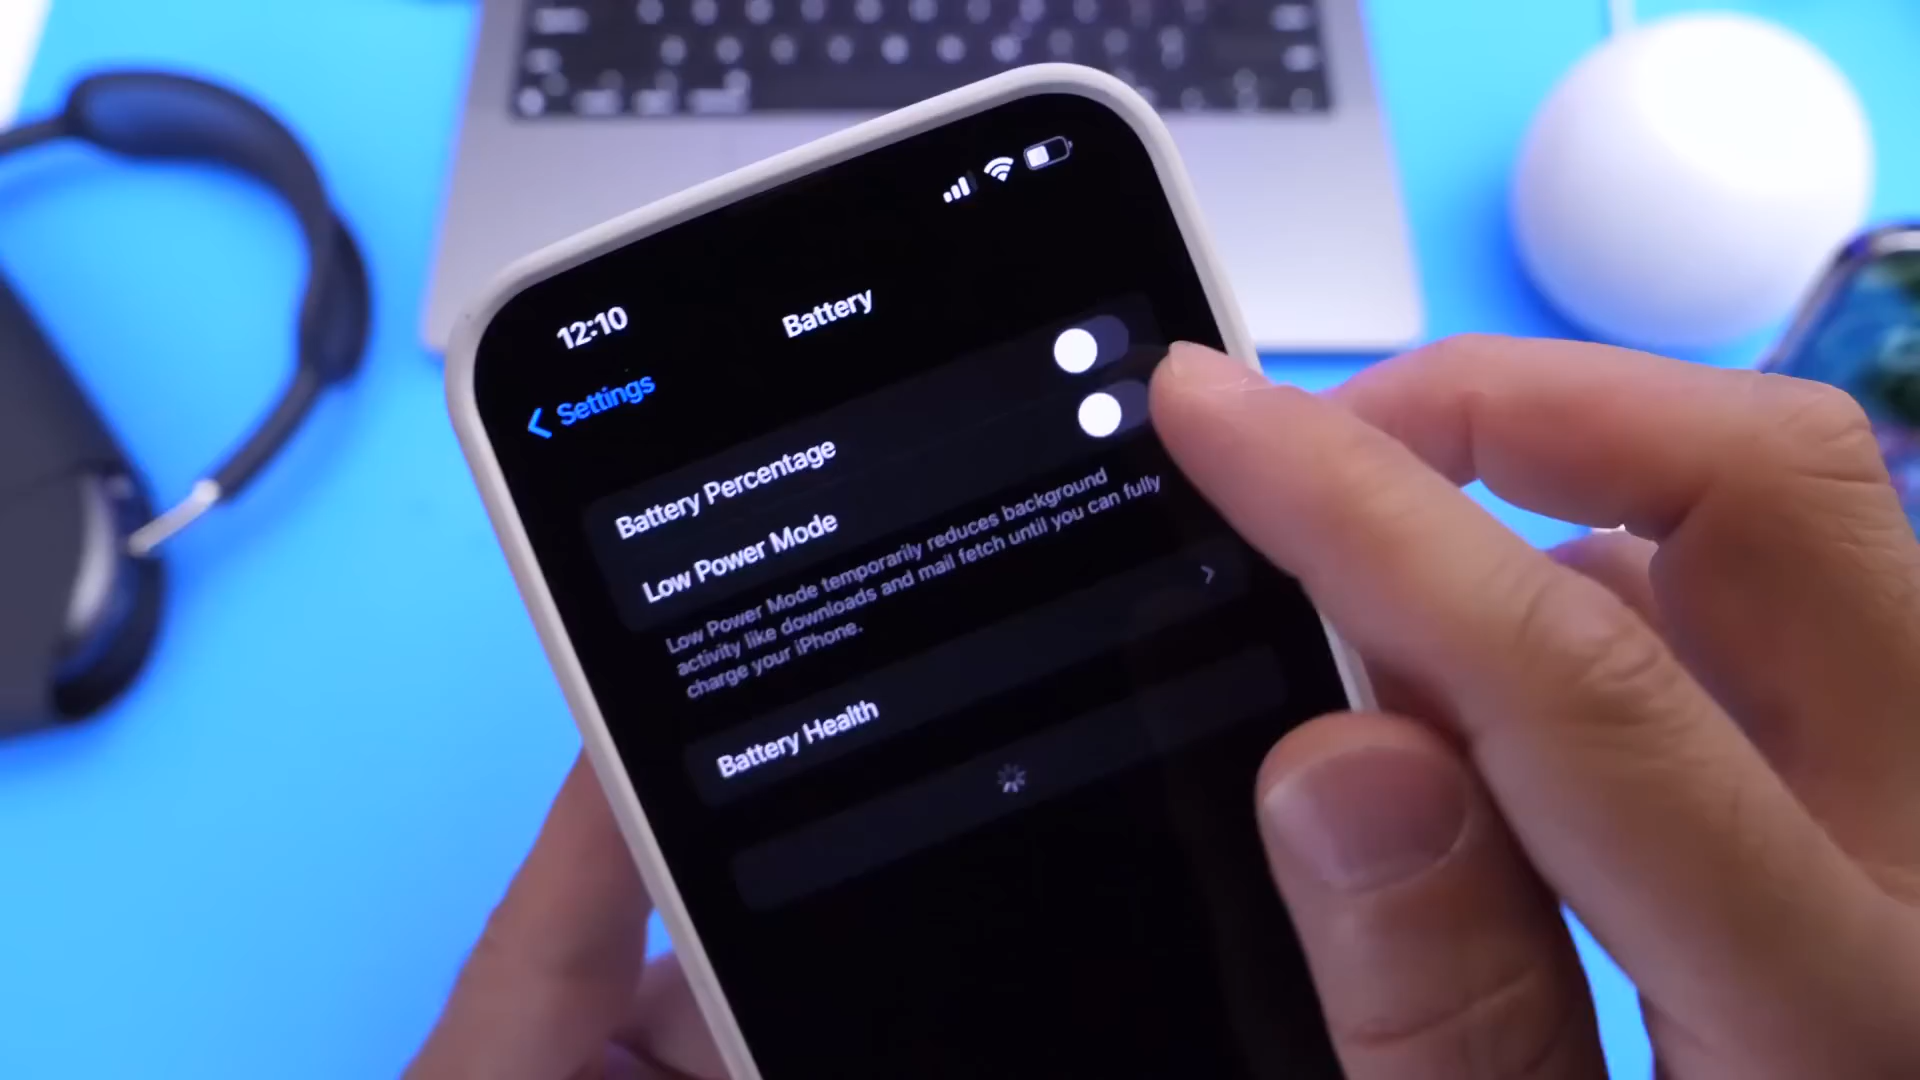 12:10
Battery
Settings
Battery Percentage
Low Power Mode
Low Power Mode temporarily reduces background
activity like downloads and mail fetch until you can fully
charge your iPhone.
Battery Health